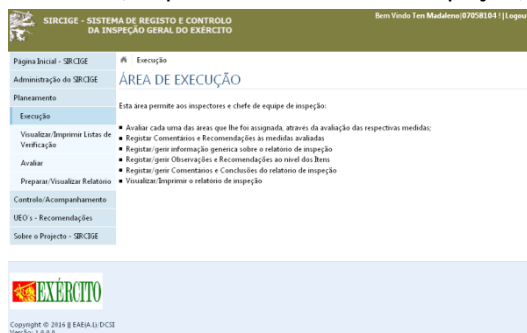 SIRCIGE - SISTEMA DE REGISTO E CONTROLO
DA INSPEÇÃO GERAL DO EXÉRCITO
Bem Vindo Ten Madaleno(07058104 ! [Logou
Página Inicial - SIRCIGE
Administração do SIRCIGE
Planeamento
Execução
Visualizar/Imprimir Listas de
Verificação
Avaliar
Preparar/Visualizar Relatório
Controlo/Acompanhamento
UEO's - Recomendações
Sobre o Projecto - SIRCIGE
Execução
ÁREA DE EXECUÇÃO
Esta área permite aos inspectores e chefe de equipe de inspeção:
Avaliar cada uma das áreas que lhe foi assignada, através da avaliação das respectivas medidas;
Registar Comentários e Recomendações às medidas avaliadas
Registar/gerir informação genérica sobre o relatório de inspeção
Registar/gerir Observações e Recomendações ao nível dos Itens
Registar/gerir Comentários e Conclusões do relatório de inspeção
Visualizar/Imprimir o relatório de inspeção
EXÉRCITO
Copyright © 2016 || EAE(A.I)/DCSI